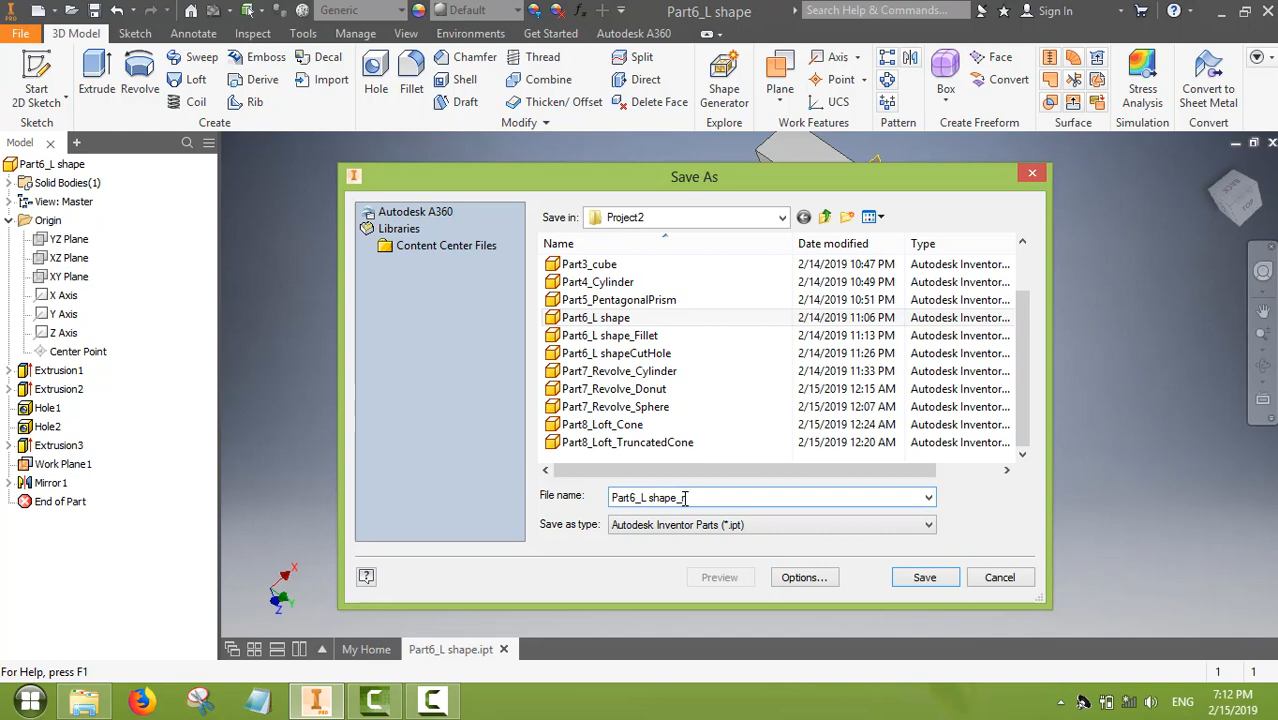 PRO
Generic
Default
Part6_L shape
Search Help & Commands...
Sign In
File
3D Model
Sketch
Annotate
Inspect
Tools
Manage
View
Environments
Get Started
Autodesk A360
Start
2D Sketch
Sketch
Extrude
Revolve
Sweep
Loft
Coil
Emboss
Derive
Rib
Decal
Import
Create
Hole
Fillet
Chamfer
Shell
Draft
Thread
Combine
Thicken/ Offset
Split
Direct
Delete Face
Modify
Shape
Generator
Explore
Plane
Axis
Point
UCS
Work Features
Pattern
Box
Face
Convert
Create Freeform
Surface
Stress
Analysis
Simulation
Convert to
Sheet Metal
Convert
Model
Part6_L shape
Solid Bodies(1)
View: Master
Origin
YZ Plane
XZ Plane
XY Plane
X Axis
Y Axis
Z Axis
Center Point
Extrusion1
Extrusion2
Hole1
Hole2
Extrusion3
Work Plane1
Mirror1
End of Part
Save As
Autodesk A360
Libraries
Content Center Files
Save in:
Project2
Name
Date modified
Type
Part3_cube 2/14/2019 10:47 PM Autodesk Inventor...
Part4_Cylinder 2/14/2019 10:49 PM Autodesk Inventor...
Part5_PentagonalPrism 2/14/2019 10:51 PM Autodesk Inventor...
Part6_L shape 2/14/2019 11:06 PM Autodesk Inventor...
Part6_L shape_Fillet 2/14/2019 11:13 PM Autodesk Inventor...
Part6_L shapeCutHole 2/14/2019 11:26 PM Autodesk Inventor...
Part7_Revolve_Cylinder 2/14/2019 11:33 PM Autodesk Inventor...
Part7_Revolve_Donut 2/15/2019 12:15 AM Autodesk Inventor...
Part7_Revolve_Sphere 2/15/2019 12:07 AM Autodesk Inventor...
Part8_Loft_Cone 2/15/2019 12:24 AM Autodesk Inventor...
Part8_Loft_TruncatedCone 2/15/2019 12:20 AM Autodesk Inventor...
File name:
Part6_L shape_
Save as type:
Autodesk Inventor Parts (*.ipt)
Preview
Options...
Save
Cancel
X
Y
Z
My Home
Part6_L shape.ipt
For Help, press F1
1
1
ENG
7:12 PM
2/15/2019